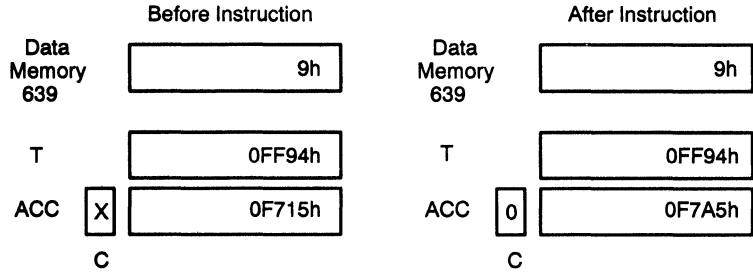 Before Instruction After Instruction
Data Memory 639 9h Data Memory 639 9h
T 0FF94h T 0FF94h
ACC X 0F715h ACC 0 0F7A5h
C C